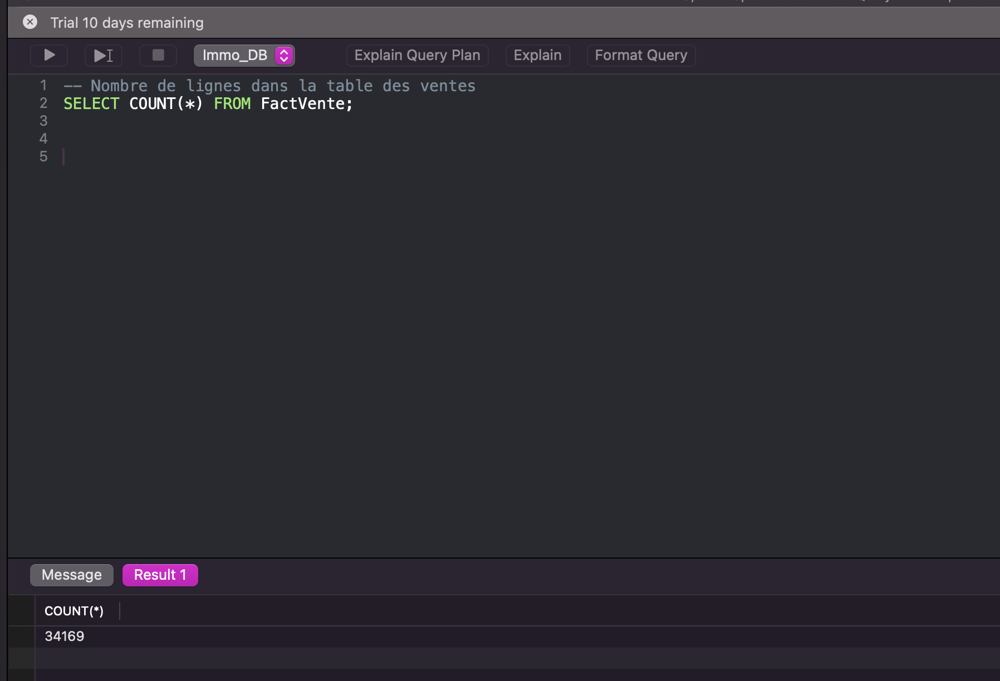 Trial 10 days remaining
Immo_DB Explain Query Plan Explain Format Query
1 -- Nombre de lignes dans la table des ventes
2 SELECT COUNT(*) FROM FactVente;
3
4
5
Message Result 1
COUNT(*)
34169